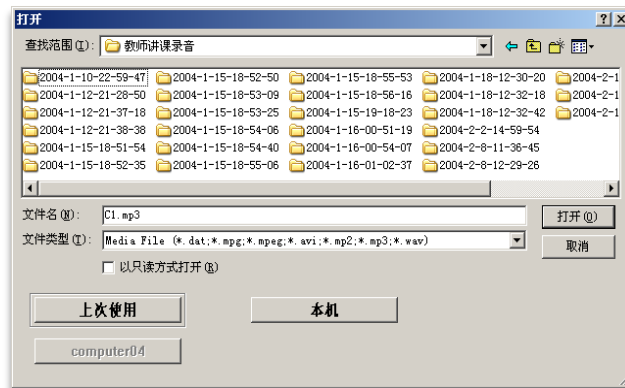 打开
查找范围(I): 教师讲课录音
2004-1-10-22-59-47 2004-1-15-18-52-50 2004-1-15-18-55-53 2004-1-18-12-30-20 2004-2-1
2004-1-12-21-28-50 2004-1-15-18-53-09 2004-1-15-18-56-16 2004-1-18-12-32-18 2004-2-1
2004-1-12-21-37-18 2004-1-15-18-53-25 2004-1-15-19-18-23 2004-1-18-12-32-42 2004-2-1
2004-1-12-21-38-38 2004-1-15-18-54-06 2004-1-16-00-51-19 2004-2-2-14-59-54
2004-1-15-18-51-54 2004-1-15-18-54-40 2004-1-16-00-54-07 2004-2-8-11-36-45
2004-1-15-18-52-35 2004-1-15-18-55-06 2004-1-16-01-02-37 2004-2-8-12-29-26
文件名(N): C1.mp3 打开(O)
文件类型(T): Media File (*.dat;*.mpg;*.mpeg;*.avi;*.mp2;*.mp3;*.wav) 取消
以只读方式打开(R)
上次使用 本机
computer04